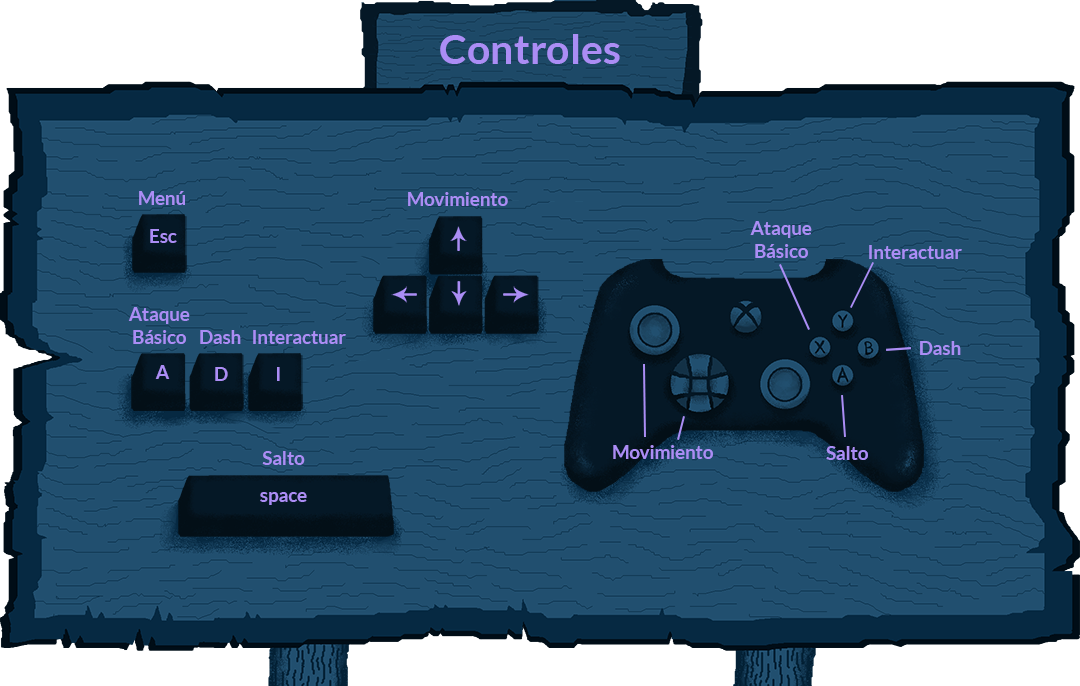 Controles
Menú
Esc
Movimiento
Ataque
Básico
Dash
Interactuar
A
D
I
Salto
space
Ataque
Básico
Interactuar
Y
X
B
Dash
A
Movimiento
Salto